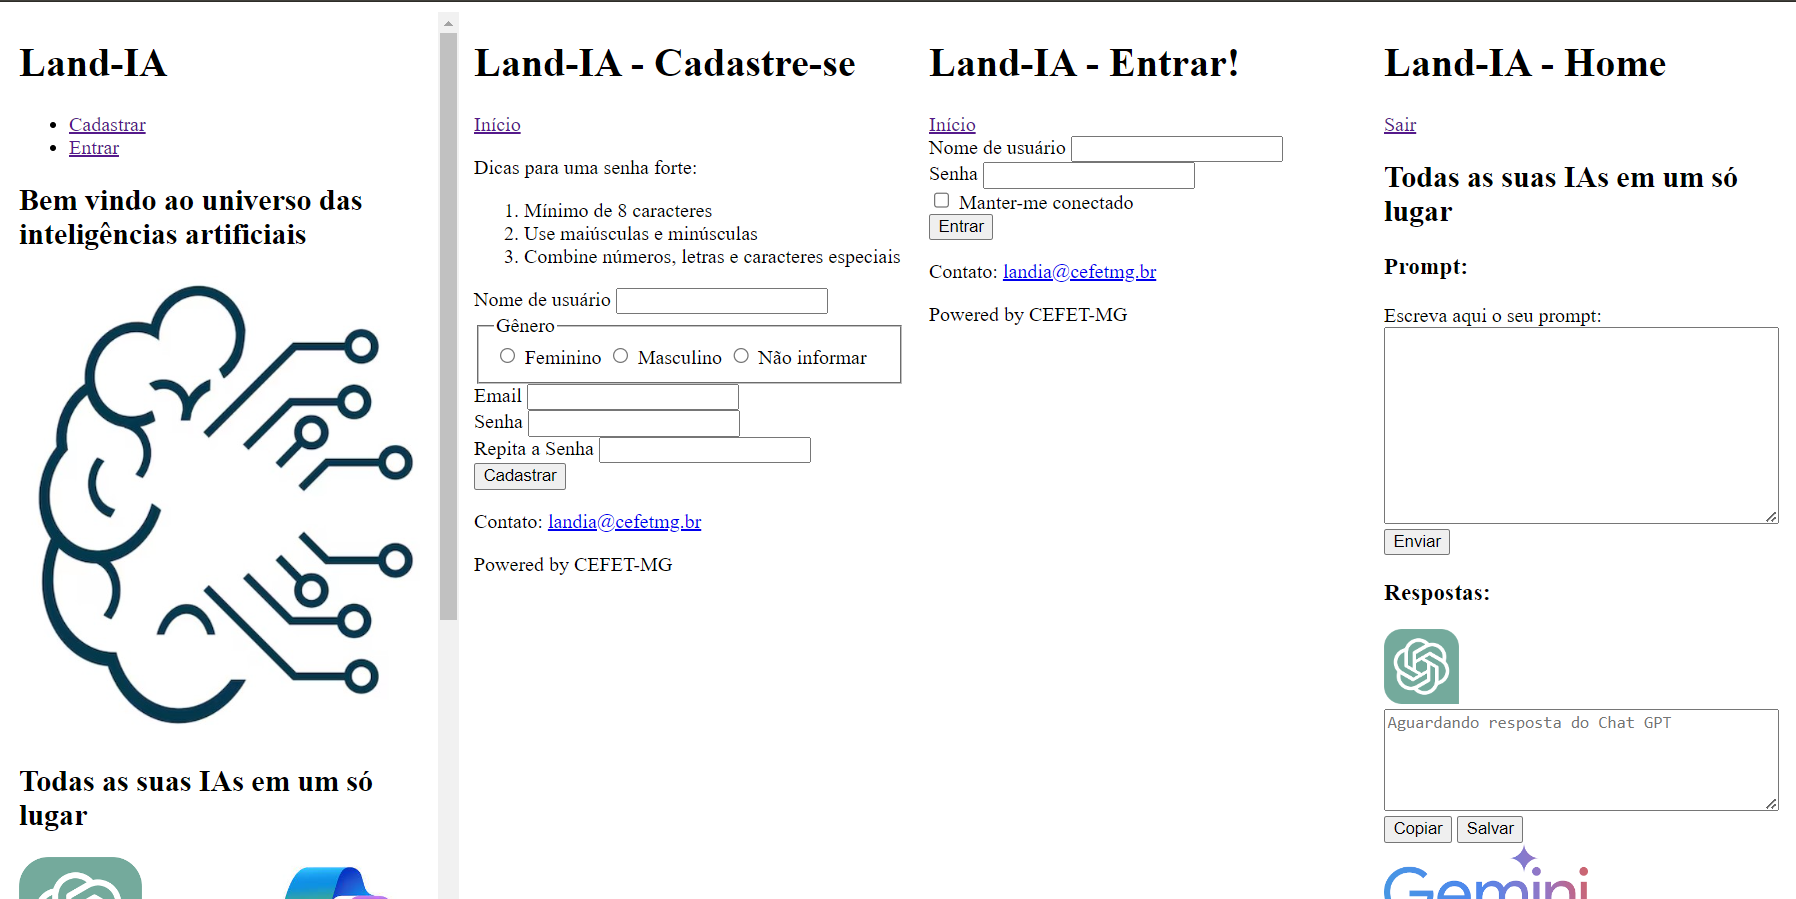 Land-IA
Cadastrar
Entrar
Bem vindo ao universo das
inteligências artificiais
Todas as suas IAs em um só
lugar
Land-IA - Cadastre-se
Início
Dicas para uma senha forte:
1. Mínimo de 8 caracteres
2. Use maiúsculas e minúsculas
3. Combine números, letras e caracteres especiais
Nome de usuário
Gênero
Feminino Masculino Não informar
Email
Senha
Repita a Senha
Cadastrar
Contato: landia@cefetmg.br
Powered by CEFET-MG
Land-IA - Entrar!
Início
Nome de usuário
Senha
Manter-me conectado
Entrar
Contato: landia@cefetmg.br
Powered by CEFET-MG
Land-IA - Home
Sair
Todas as suas IAs em um só
lugar
Prompt:
Escreva aqui o seu prompt:
Enviar
Respostas:
Aguardando resposta do Chat GPT
Copiar Salvar
Gemini